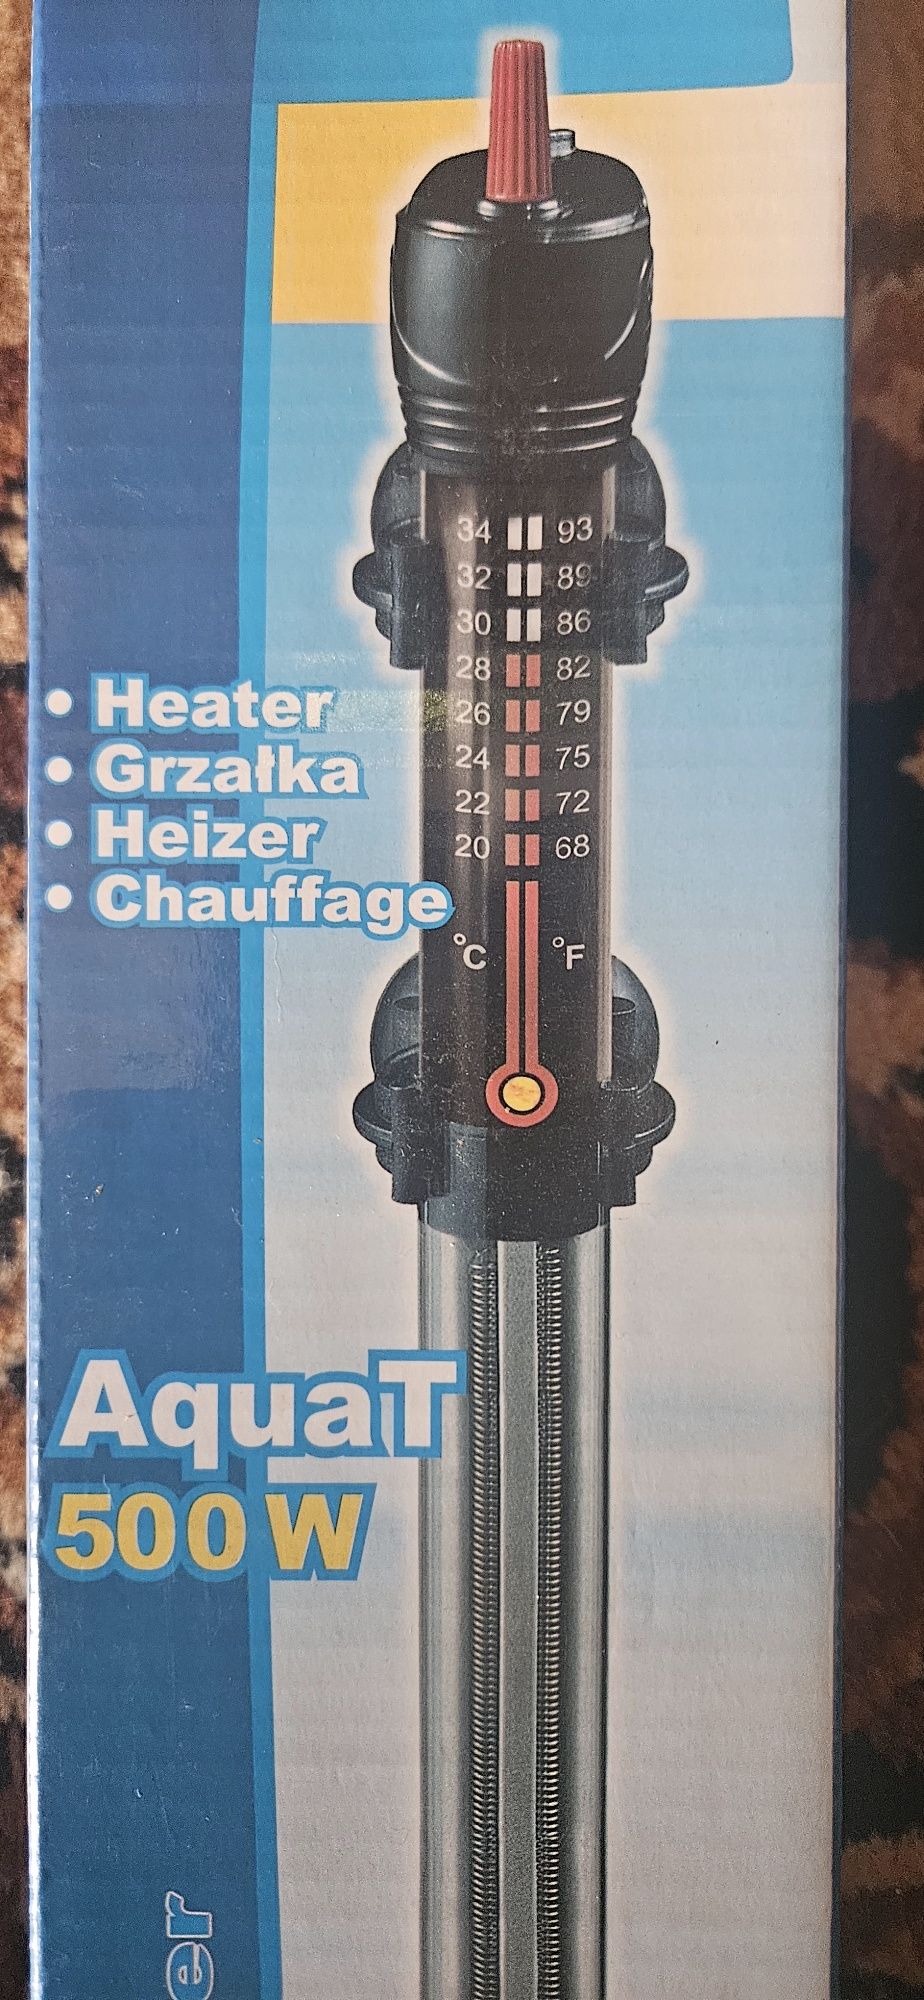 34 93
32 89
30 86
28 82
26 79
24 75
22 72
20 68
°C °F
• Heater
• Grzałka
• Heizer
• Chauffage
AquaT
500 W
er